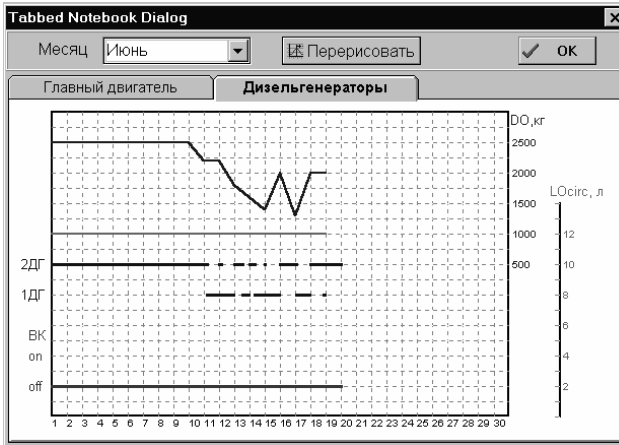 Tabbed Notebook Dialog
Месяц Июнь Перерисовать OK
Главный двигатель Дизельгенераторы
DO,кг
2500
2000
LOcirc, л
1500
1000 12
2ДГ 500 10
1ДГ 8
6
ВК
on 4
off 2
1 2 3 4 5 6 7 8 9 10 11 12 13 14 15 16 17 18 19 20 21 22 23 24 25 26 27 28 29 30